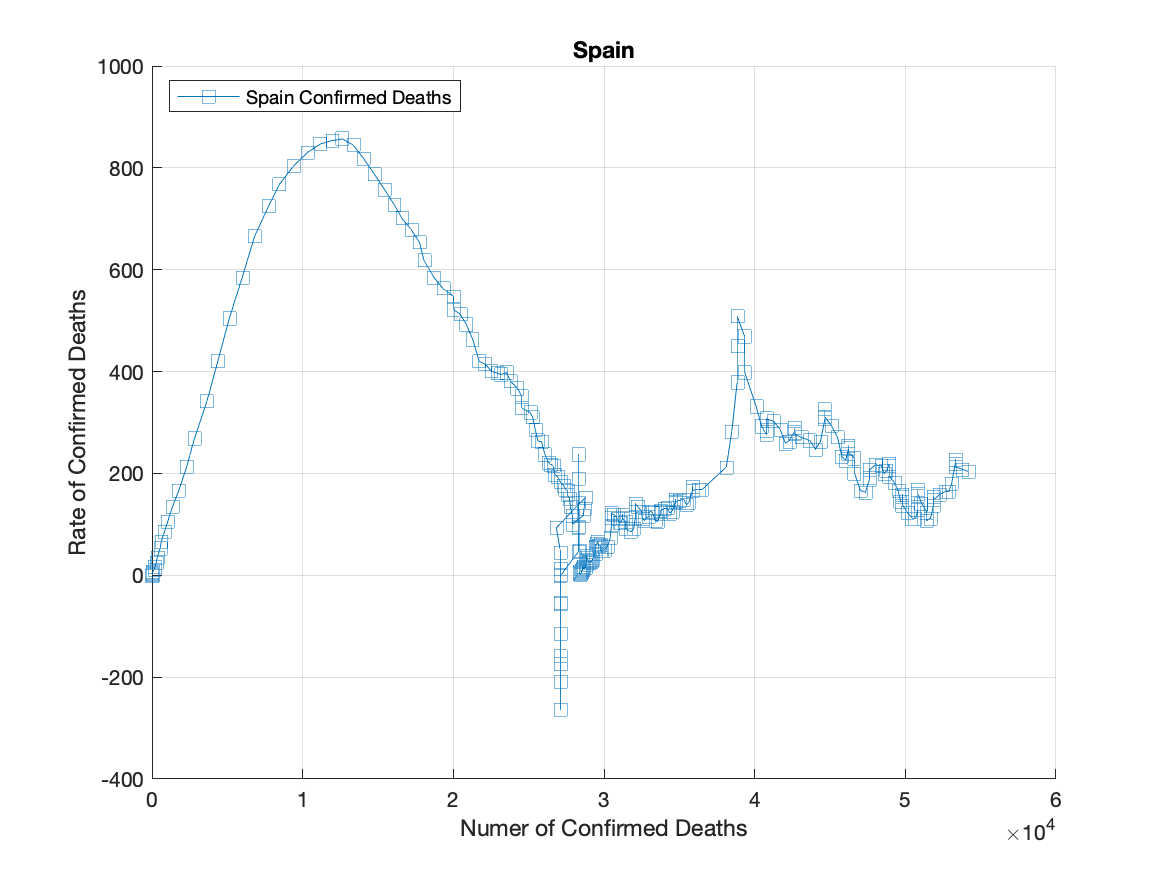 Spain
Spain Confirmed Deaths
Rate of Confirmed Deaths
1000
800
600
400
200
0
-200
-400
0 1 2 3 4 5 6
×10^4
Numer of Confirmed Deaths